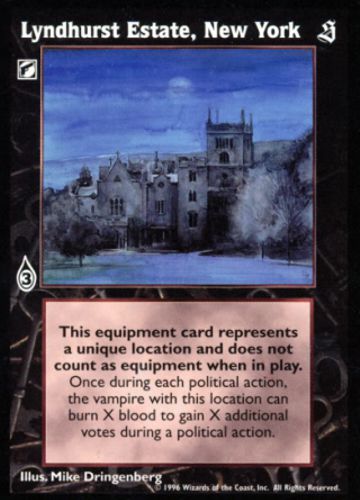 Lyndhurst Estate, New York
3
This equipment card represents
a unique location and does not
count as equipment when in play.
Once during each political action,
the vampire with this location can
burn X blood to gain X additional
votes during a political action.
Illus. Mike Dringenberg
© 1996 Wizards of the Coast, Inc. All Rights Reserved.